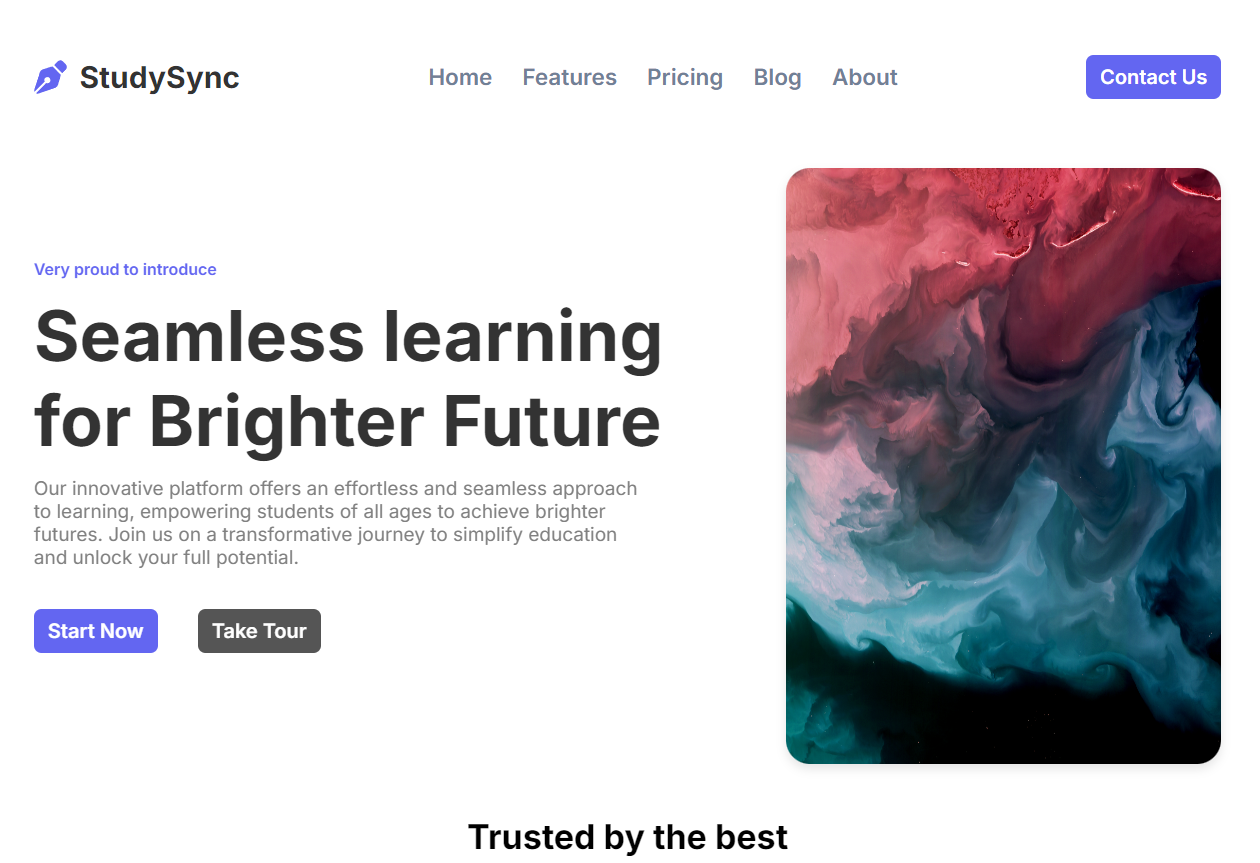 StudySync
Home Features Pricing Blog About
Contact Us
Very proud to introduce
Seamless learning
for Brighter Future
Our innovative platform offers an effortless and seamless approach
to learning, empowering students of all ages to achieve brighter
futures. Join us on a transformative journey to simplify education
and unlock your full potential.
Start Now
Take Tour
Trusted by the best